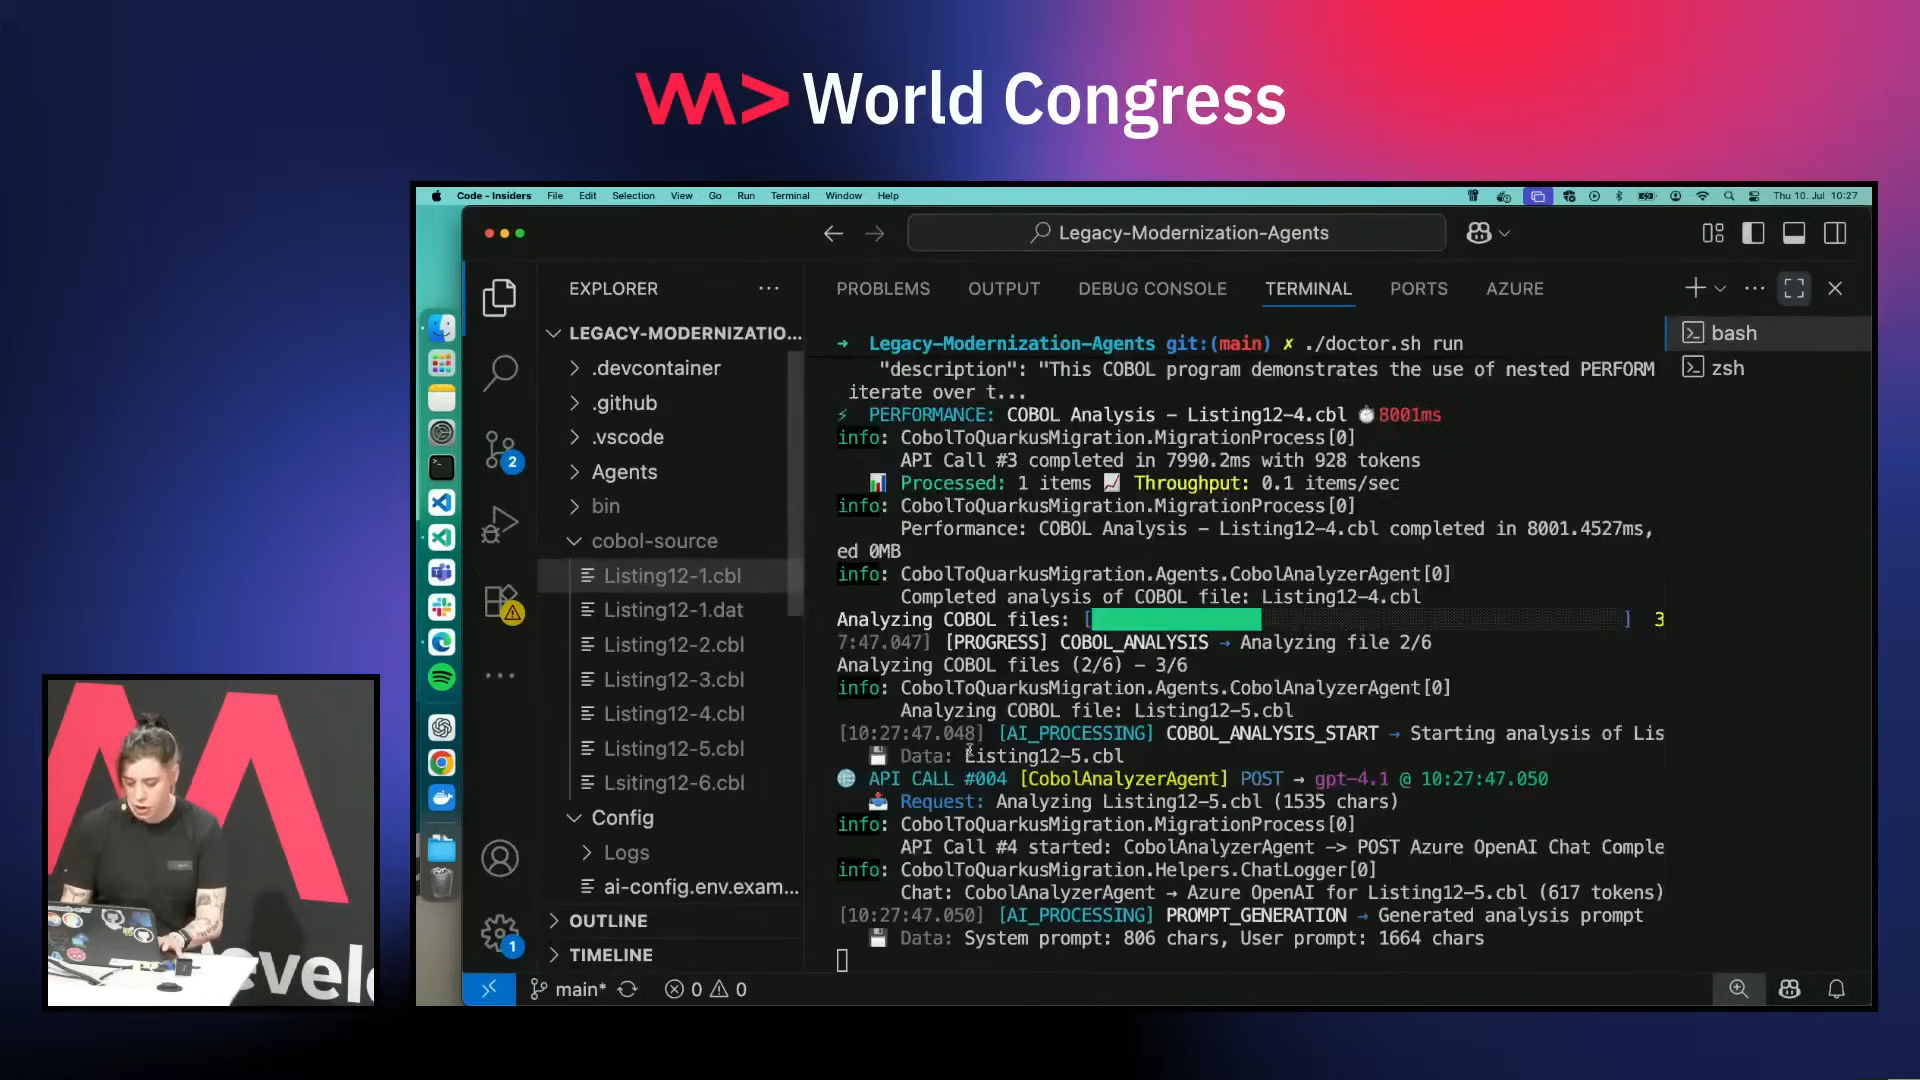 World Congress
Code - Insiders File Edit Selection View Go Run Terminal Window Help
Thu 10. Jul 10:27
Legacy-Modernization-Agents
EXPLORER
PROBLEMS OUTPUT DEBUG CONSOLE TERMINAL PORTS AZURE
LEGACY-MODERNIZATIO...
.devcontainer
.github
.vscode
Agents
bin
cobol-source
Listing12-1.cbl
Listing12-1.dat
Listing12-2.cbl
Listing12-3.cbl
Listing12-4.cbl
Listing12-5.cbl
Lsiting12-6.cbl
Config
Logs
ai-config.env.exam...
OUTLINE
TIMELINE
2
1
→ Legacy-Modernization-Agents git:(main) ✗ ./doctor.sh run
"description": "This COBOL program demonstrates the use of nested PERFORM
iterate over t...
⚡ PERFORMANCE: COBOL Analysis - Listing12-4.cbl ⏱8001ms
info: CobolToQuarkusMigration.MigrationProcess[0]
API Call #3 completed in 7990.2ms with 928 tokens
📊 Processed: 1 items 📈 Throughput: 0.1 items/sec
info: CobolToQuarkusMigration.MigrationProcess[0]
Performance: COBOL Analysis - Listing12-4.cbl completed in 8001.4527ms,
ed 0MB
info: CobolToQuarkusMigration.Agents.CobolAnalyzerAgent[0]
Completed analysis of COBOL file: Listing12-4.cbl
Analyzing COBOL files: [ ] 3
7:47.047] [PROGRESS] COBOL_ANALYSIS → Analyzing file 2/6
Analyzing COBOL files (2/6) - 3/6
info: CobolToQuarkusMigration.Agents.CobolAnalyzerAgent[0]
Analyzing COBOL file: Listing12-5.cbl
[10:27:47.048] [AI_PROCESSING] COBOL_ANALYSIS_START → Starting analysis of Lis
💾 Data: Listing12-5.cbl
🌐 API CALL #004 [CobolAnalyzerAgent] POST → gpt-4.1 @ 10:27:47.050
📤 Request: Analyzing Listing12-5.cbl (1535 chars)
info: CobolToQuarkusMigration.MigrationProcess[0]
API Call #4 started: CobolAnalyzerAgent -> POST Azure OpenAI Chat Comple
info: CobolToQuarkusMigration.Helpers.ChatLogger[0]
Chat: CobolAnalyzerAgent → Azure OpenAI for Listing12-5.cbl (617 tokens)
[10:27:47.050] [AI_PROCESSING] PROMPT_GENERATION → Generated analysis prompt
💾 Data: System prompt: 806 chars, User prompt: 1664 chars
bash
zsh
main* 0 0
evelo